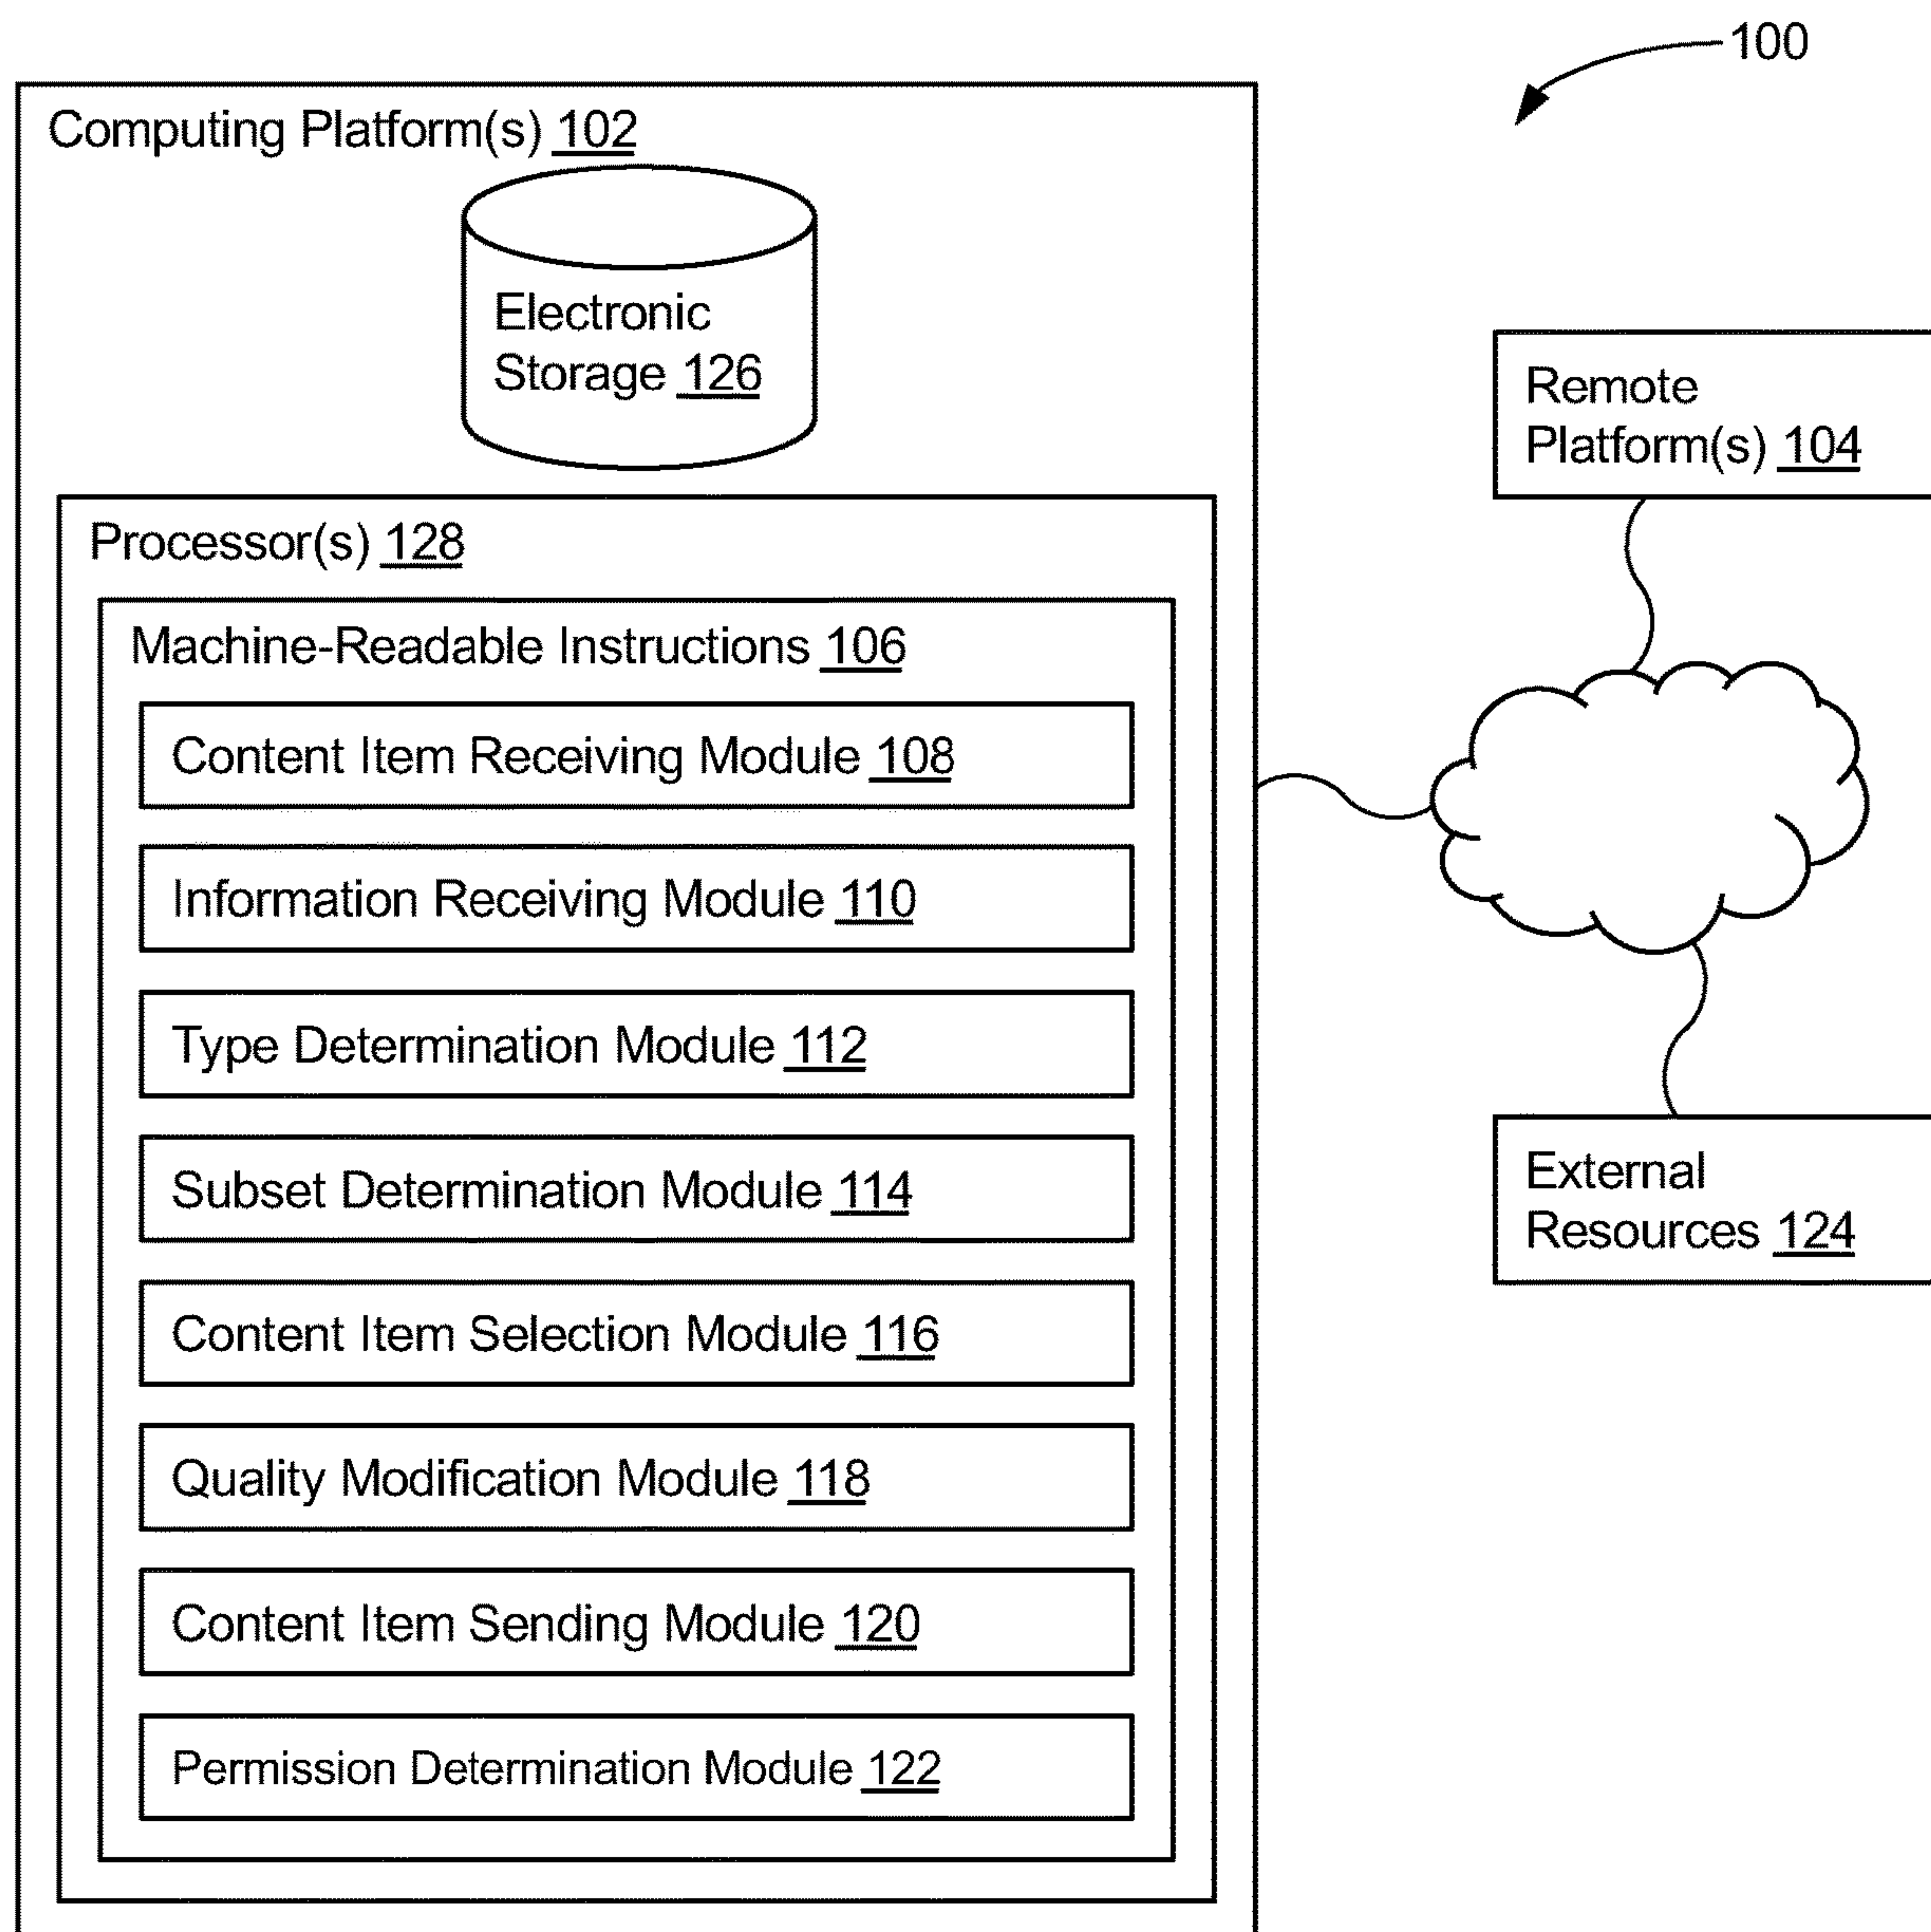 100
Computing Platform(s) 102
Electronic
Storage 126
Remote
Platform(s) 104
Processor(s) 128
Machine-Readable Instructions 106
Content Item Receiving Module 108
Information Receiving Module 110
Type Determination Module 112
Subset Determination Module 114
External
Resources 124
Content Item Selection Module 116
Quality Modification Module 118
Content Item Sending Module 120
Permission Determination Module 122